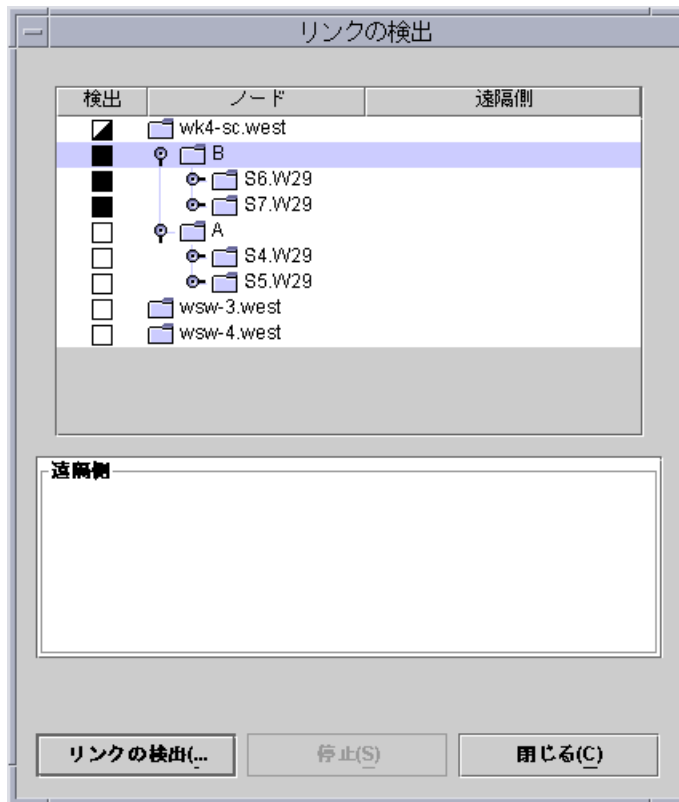 リンクの検出
検出 ノード 遠隔側
wk4-sc.west
B
S6.W29
S7.W29
A
S4.W29
S5.W29
wsw-3.west
wsw-4.west
遠隔側
リンクの検出(... 停止(S) 閉じる(C)